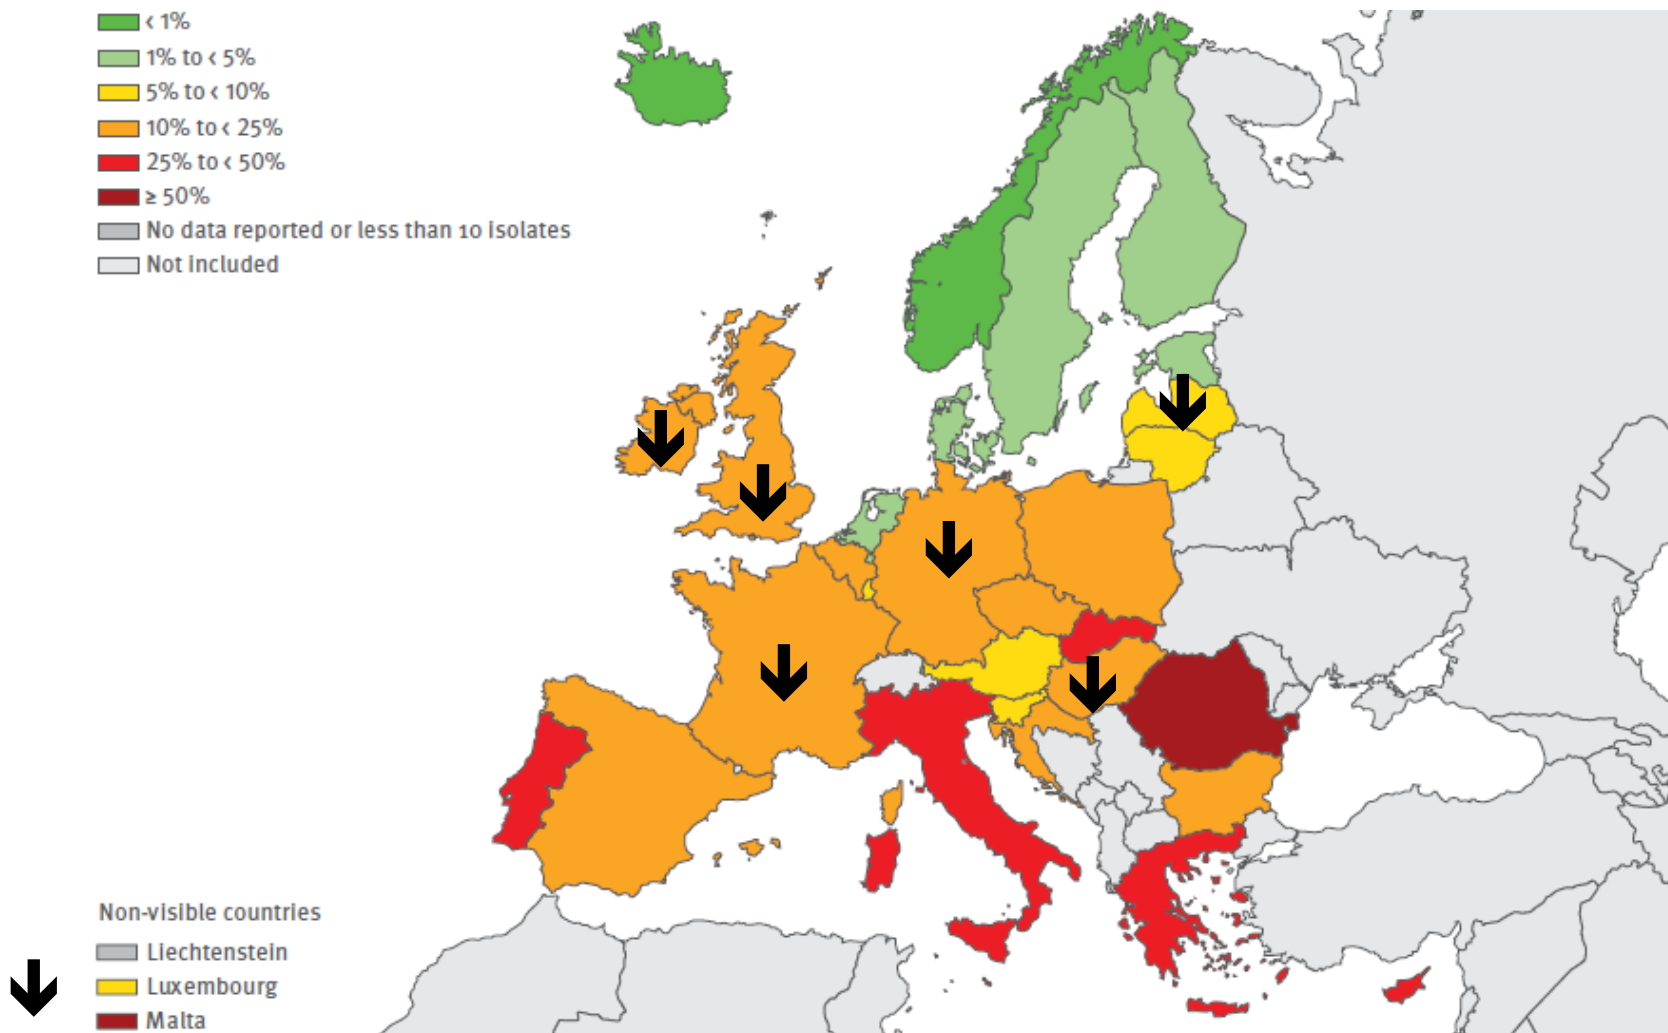 < 1%
1% to < 5%
5% to < 10%
10% to < 25%
25% to < 50%
≥ 50%
No data reported or less than 10 isolates
Not included
Non-visible countries
Liechtenstein
Luxembourg
Malta